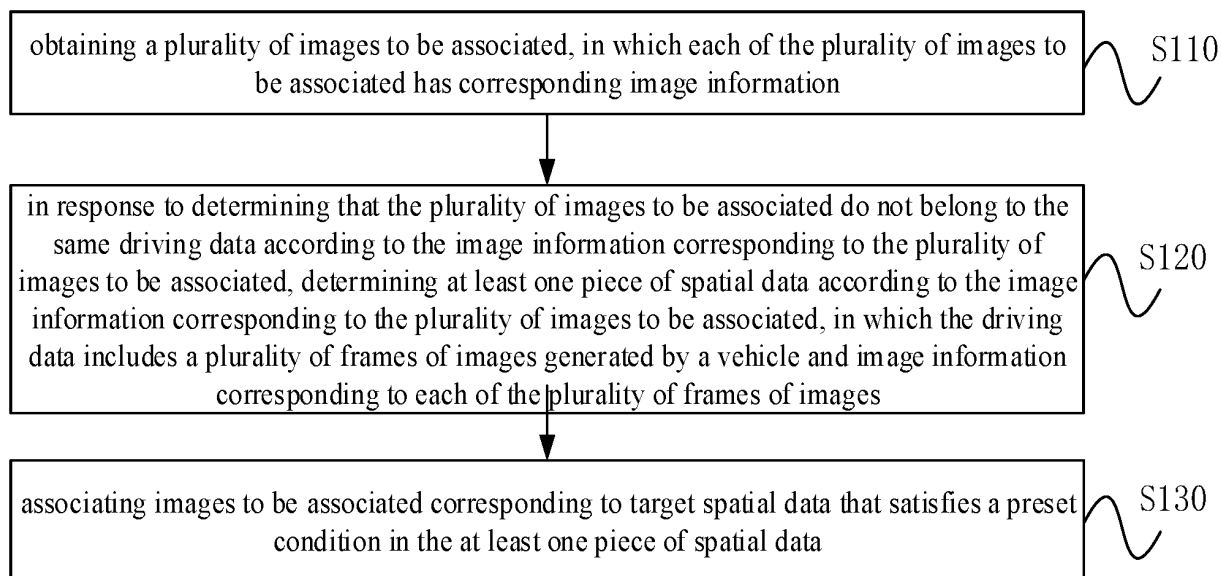 obtaining a plurality of images to be associated, in which each of the plurality of images to
be associated has corresponding image information
S110
in response to determining that the plurality of images to be associated do not belong to the
same driving data according to the image information corresponding to the plurality of
images to be associated, determining at least one piece of spatial data according to the image
information corresponding to the plurality of images to be associated, in which the driving
data includes a plurality of frames of images generated by a vehicle and image information
corresponding to each of the plurality of frames of images
S120
associating images to be associated corresponding to target spatial data that satisfies a preset
condition in the at least one piece of spatial data
S130